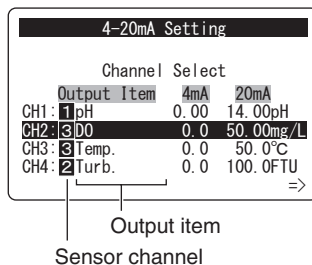 4-20mA Setting
Channel Select
Output Item 4mA 20mA
CH1: 1 pH 0.00 14.00pH
CH2: 3 DO 0.0 50.00mg/L
CH3: 3 Temp. 0.0 50.0°C
CH4: 2 Turb. 0.0 100.0FTU
=>
Output item
Sensor channel